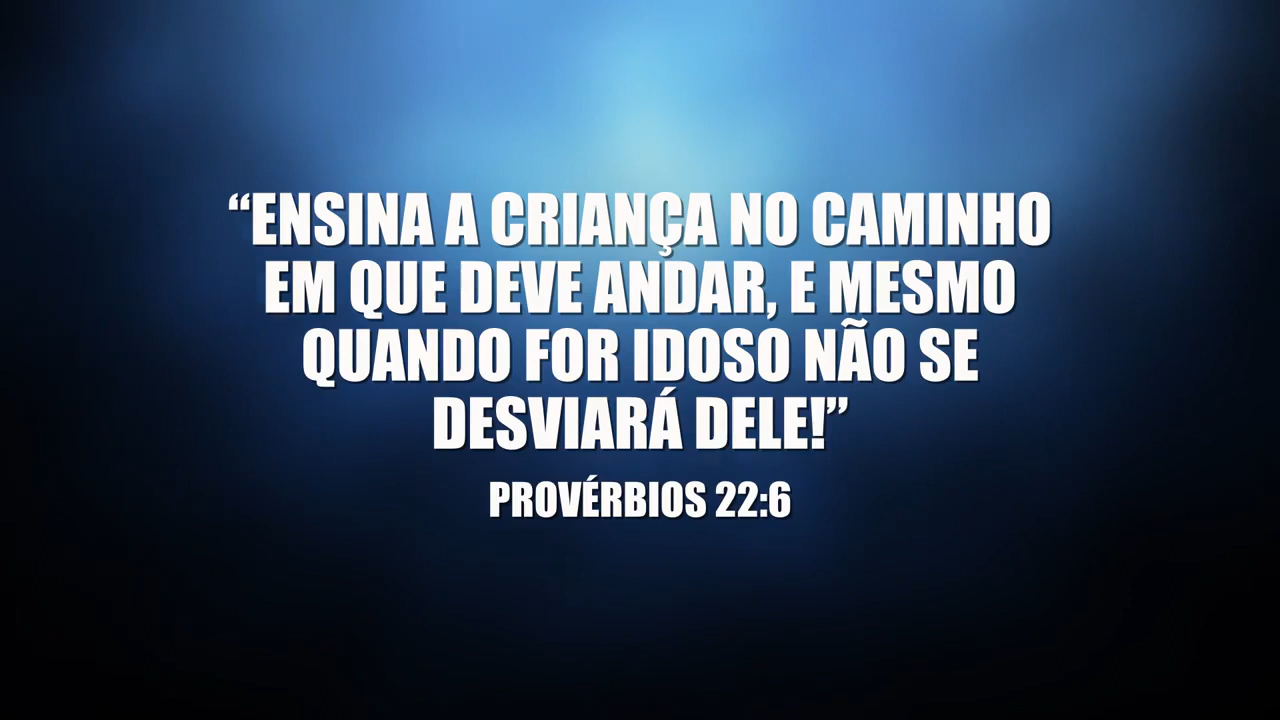 “ENSINA A CRIANÇA NO CAMINHO
EM QUE DEVE ANDAR, E MESMO
QUANDO FOR IDOSO NÃO SE
DESVIARÁ DELE!”
PROVÉRBIOS 22:6